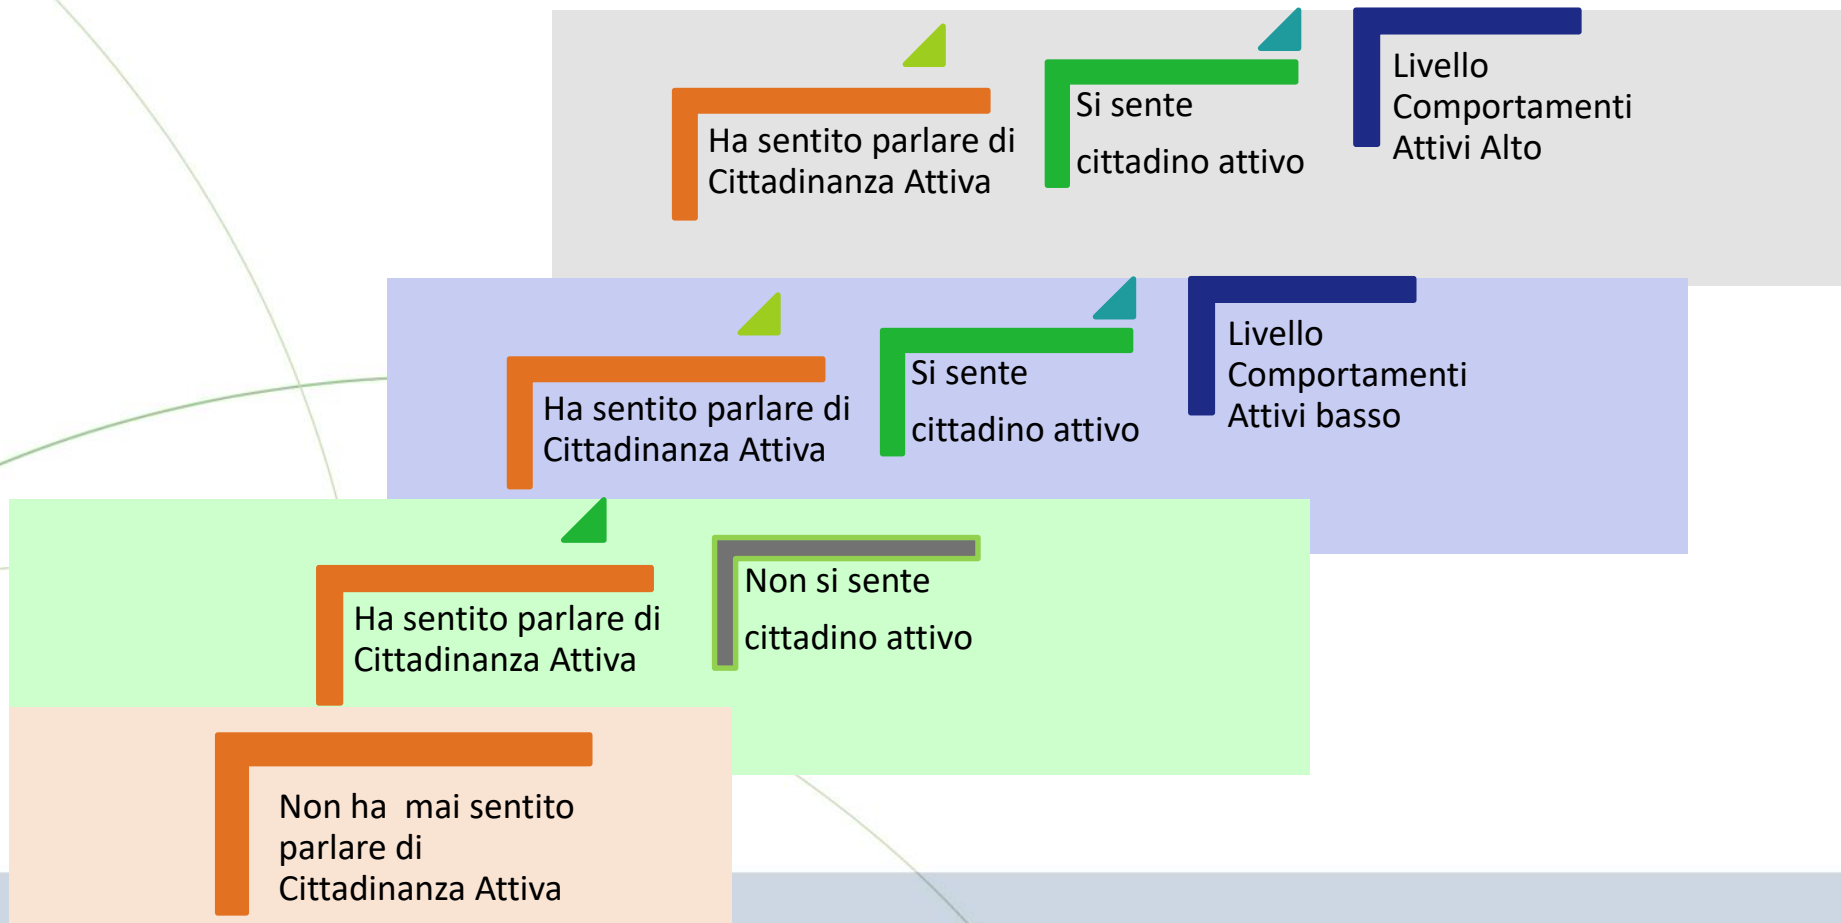 Ha sentito parlare di
Cittadinanza Attiva
Si sente
cittadino attivo
Livello
Comportamenti
Attivi Alto
Ha sentito parlare di
Cittadinanza Attiva
Si sente
cittadino attivo
Livello
Comportamenti
Attivi basso
Ha sentito parlare di
Cittadinanza Attiva
Non si sente
cittadino attivo
Non ha  mai sentito
parlare di
Cittadinanza Attiva